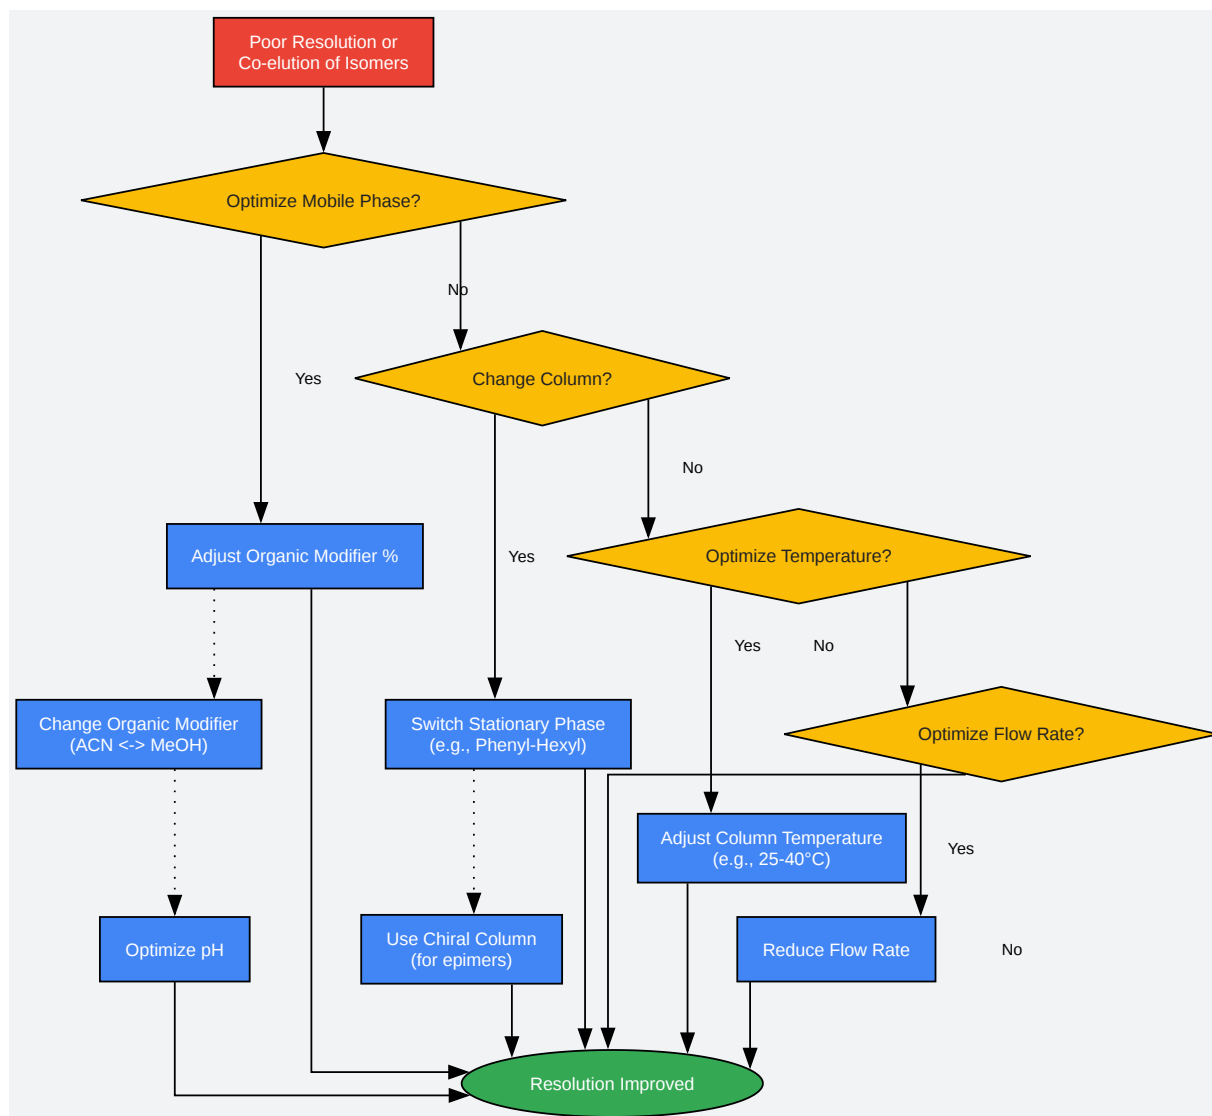 Poor Resolution or
Co-elution of Isomers
Optimize Mobile Phase?
No
Yes
Change Column?
No
Adjust Organic Modifier %
Yes
Optimize Temperature?
Yes
No
Change Organic Modifier
(ACN <-> MeOH)
Switch Stationary Phase
(e.g., Phenyl-Hexyl)
Optimize Flow Rate?
Adjust Column Temperature
(e.g., 25-40°C)
Yes
Optimize pH
Use Chiral Column
(for epimers)
Reduce Flow Rate
No
Resolution Improved